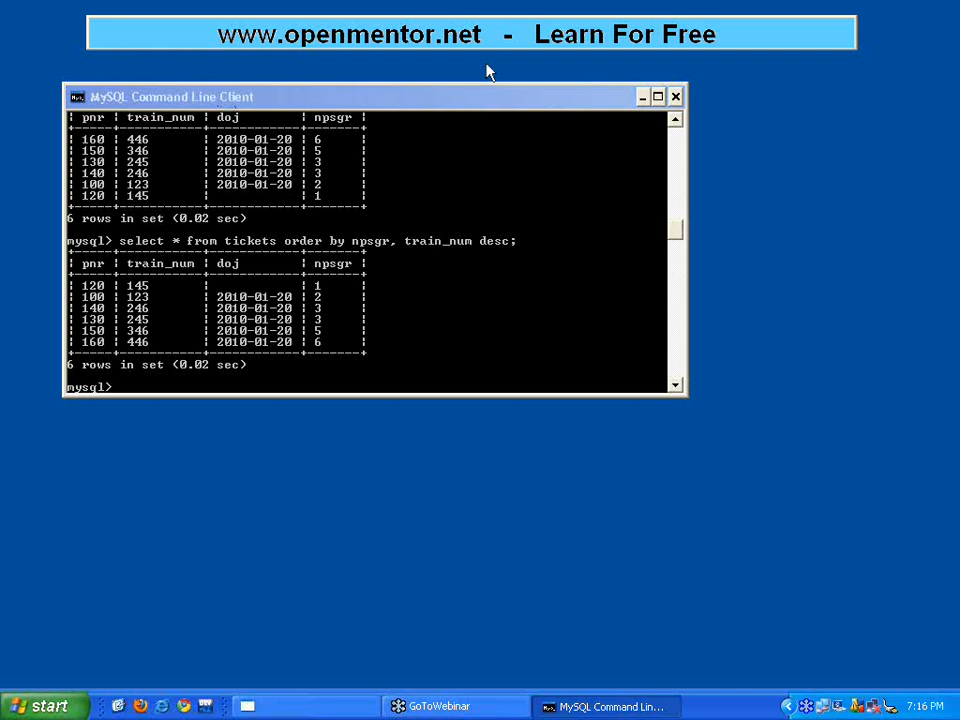 www.openmentor.net - Learn For Free
MySQL Command Line Client
| pnr | train_num | doj | npsgr |
+-----+-----------+------------+-------+
| 160 | 446 | 2010-01-20 | 6 |
| 150 | 346 | 2010-01-20 | 5 |
| 130 | 245 | 2010-01-20 | 3 |
| 140 | 246 | 2010-01-20 | 3 |
| 100 | 123 | 2010-01-20 | 2 |
| 120 | 145 | | 1 |
+-----+-----------+------------+-------+
6 rows in set (0.02 sec)
mysql> select * from tickets order by npsgr, train_num desc;
+-----+-----------+------------+-------+
| pnr | train_num | doj | npsgr |
+-----+-----------+------------+-------+
| 120 | 145 | | 1 |
| 100 | 123 | 2010-01-20 | 2 |
| 140 | 246 | 2010-01-20 | 3 |
| 130 | 245 | 2010-01-20 | 3 |
| 150 | 346 | 2010-01-20 | 5 |
| 160 | 446 | 2010-01-20 | 6 |
+-----+-----------+------------+-------+
6 rows in set (0.02 sec)
mysql>
start
GoToWebinar
MySQL Command Lin...
7:16 PM